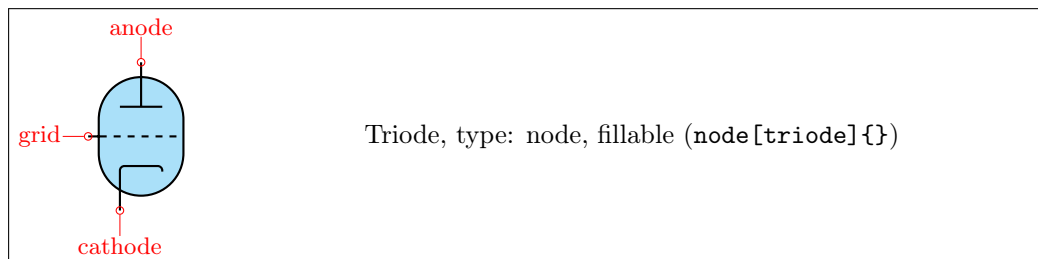 anode
grid
Triode, type: node, fillable (node[triode]{})
cathode